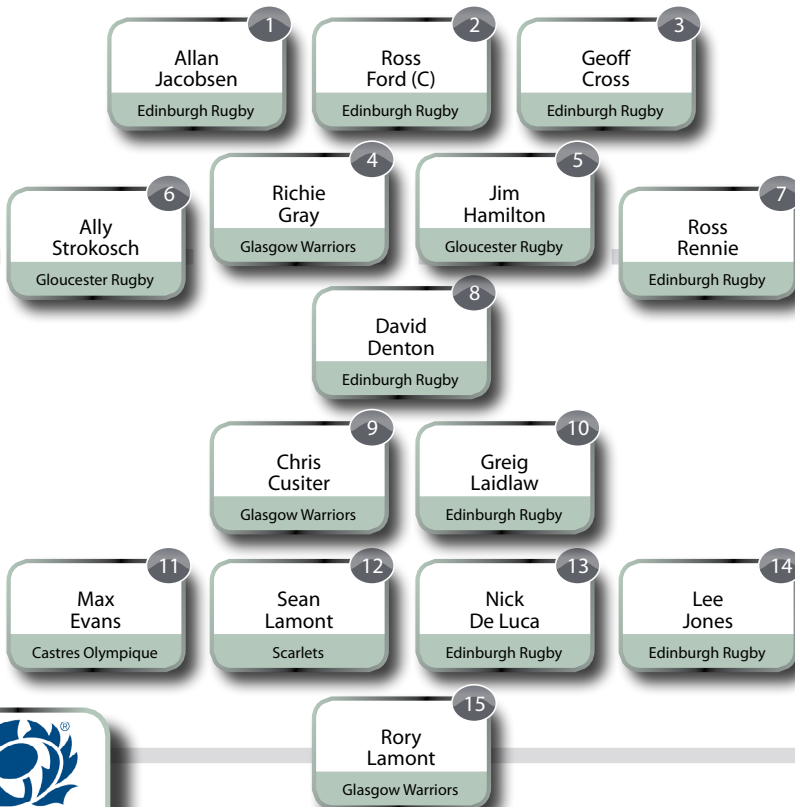 1
Allan
Jacobsen
Edinburgh Rugby
2
Ross
Ford (C)
Edinburgh Rugby
3
Geoff
Cross
Edinburgh Rugby
4
Richie
Gray
Glasgow Warriors
5
Jim
Hamilton
Gloucester Rugby
6
Ally
Strokosch
Gloucester Rugby
7
Ross
Rennie
Edinburgh Rugby
8
David
Denton
Edinburgh Rugby
9
Chris
Cusiter
Glasgow Warriors
10
Greig
Laidlaw
Edinburgh Rugby
11
Max
Evans
Castres Olympique
12
Sean
Lamont
Scarlets
13
Nick
De Luca
Edinburgh Rugby
14
Lee
Jones
Edinburgh Rugby
15
Rory
Lamont
Glasgow Warriors
®